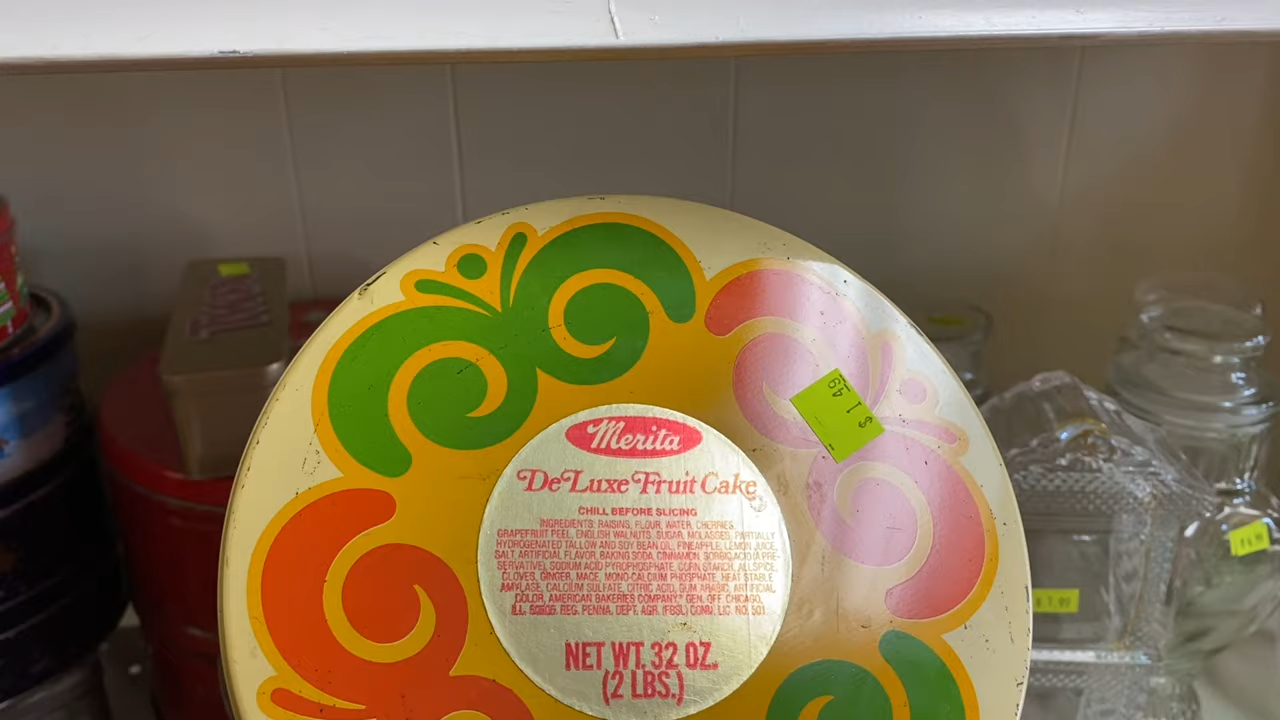 $ 1.49
Merita
DeLuxe Fruit Cake
CHILL BEFORE SLICING
INGREDIENTS: RAISINS, FLOUR, WATER, CHERRIES,
GRAPEFRUIT PEEL, ENGLISH WALNUTS, SUGAR, MOLASSES, PARTIALLY
HYDROGENATED TALLOW AND SOY BEAN OIL, PINEAPPLE, LEMON JUICE,
SALT, ARTIFICIAL FLAVOR, BAKING SODA, CINNAMON, SORBIC ACID (A PRE-
SERVATIVE), SODIUM ACID PYROPHOSPHATE, CORN STARCH, ALLSPICE,
CLOVES, GINGER, MACE, MONO-CALCIUM PHOSPHATE, HEAT STABLE
AMYLASE, CALCIUM SULFATE, CITRIC ACID, GUM ARABIC, ARTIFICIAL
COLOR, AMERICAN BAKERIES COMPANY, GEN. OFF. CHICAGO,
ILL. 60606. REG. PENNA. DEPT. AGR. (FBSL) COMM. LIC. NO. 501
NET WT. 32 OZ.
(2 LBS.)